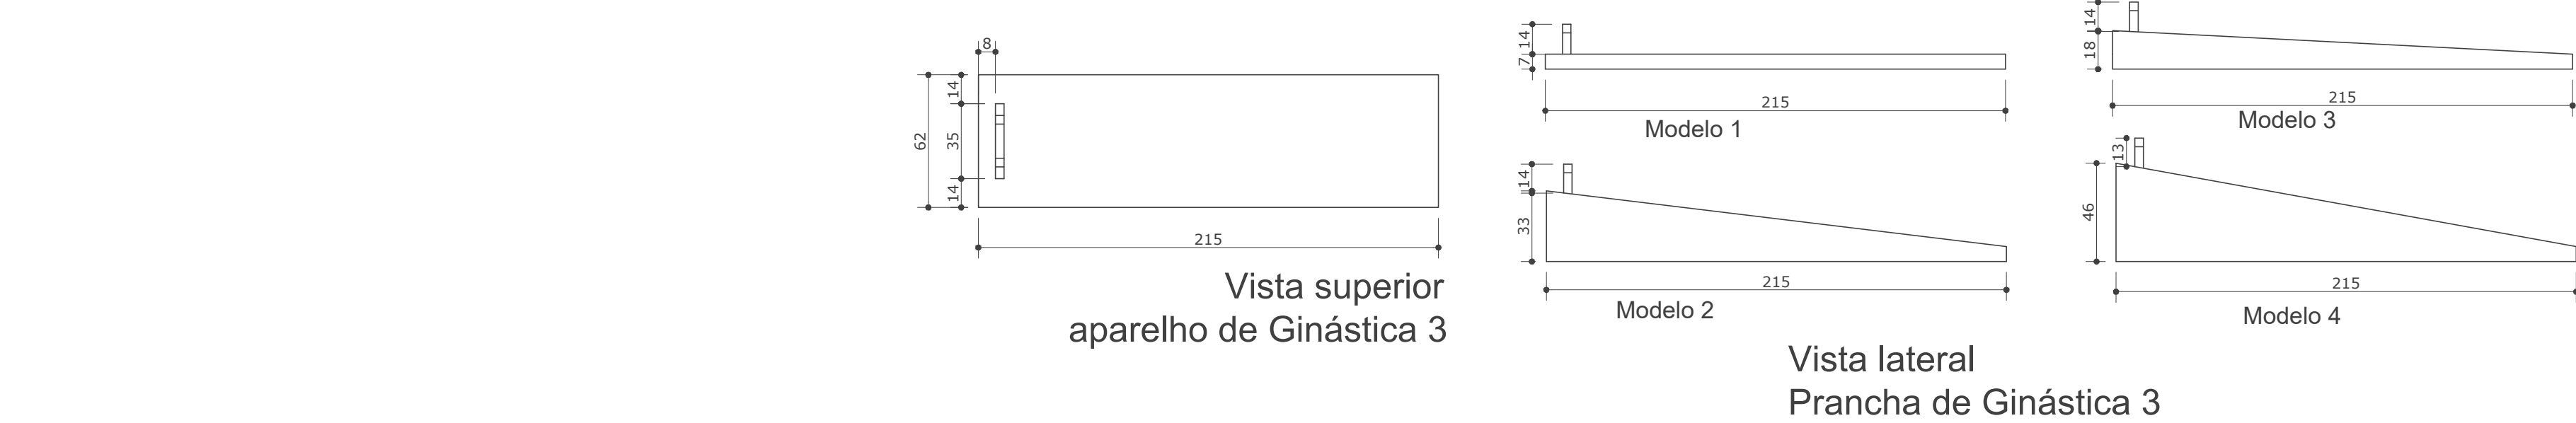 8
14
62
35
14
215
Vista superior
aparelho de Ginástica 3
14
7
215
Modelo 1
14
33
215
Modelo 2
14
18
215
Modelo 3
13
46
215
Modelo 4
Vista lateral
Prancha de Ginástica 3